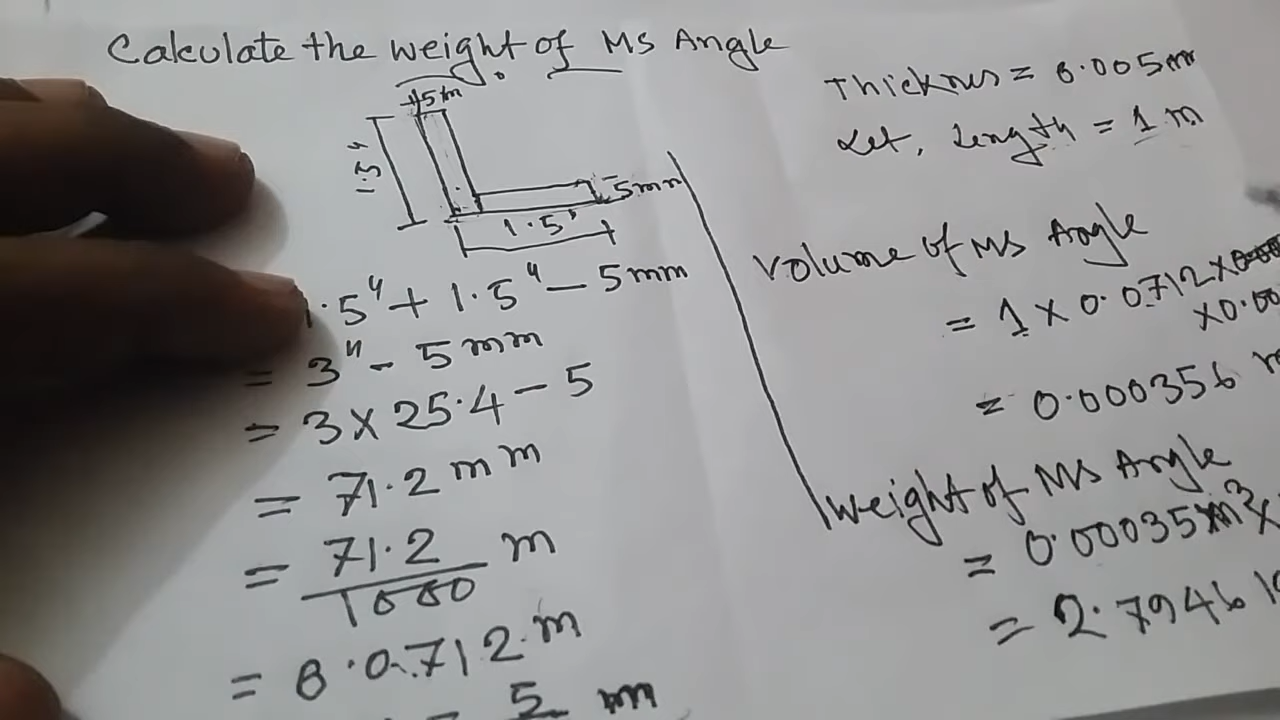 Calculate the weight of MS Angle
5m
1.5"
5mm
1.5"
1.5" + 1.5" - 5mm
= 3" - 5mm
= 3 x 25.4 - 5
= 71.2 mm
= 71.2 / 1000 m
= 0.0712 m
= 5 mm
Thickness = 0.005m
Let, Length = 1 m
Volume of MS Angle
= 1 x 0.0712 x
x 0.00
= 0.000356
Weight of MS Angle
= 0.00035 m³ x
= 2.7946